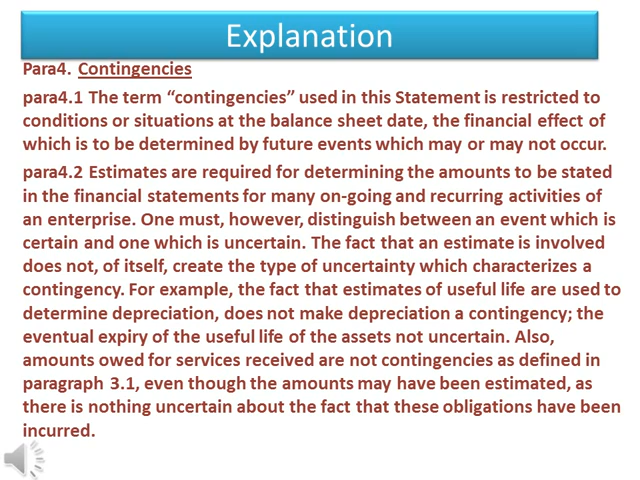 Explanation
Para4. Contingencies
para4.1 The term “contingencies” used in this Statement is restricted to
conditions or situations at the balance sheet date, the financial effect of
which is to be determined by future events which may or may not occur.
para4.2 Estimates are required for determining the amounts to be stated
in the financial statements for many on-going and recurring activities of
an enterprise. One must, however, distinguish between an event which is
certain and one which is uncertain. The fact that an estimate is involved
does not, of itself, create the type of uncertainty which characterizes a
contingency. For example, the fact that estimates of useful life are used to
determine depreciation, does not make depreciation a contingency; the
eventual expiry of the useful life of the assets not uncertain. Also,
amounts owed for services received are not contingencies as defined in
paragraph 3.1, even though the amounts may have been estimated, as
there is nothing uncertain about the fact that these obligations have been
incurred.